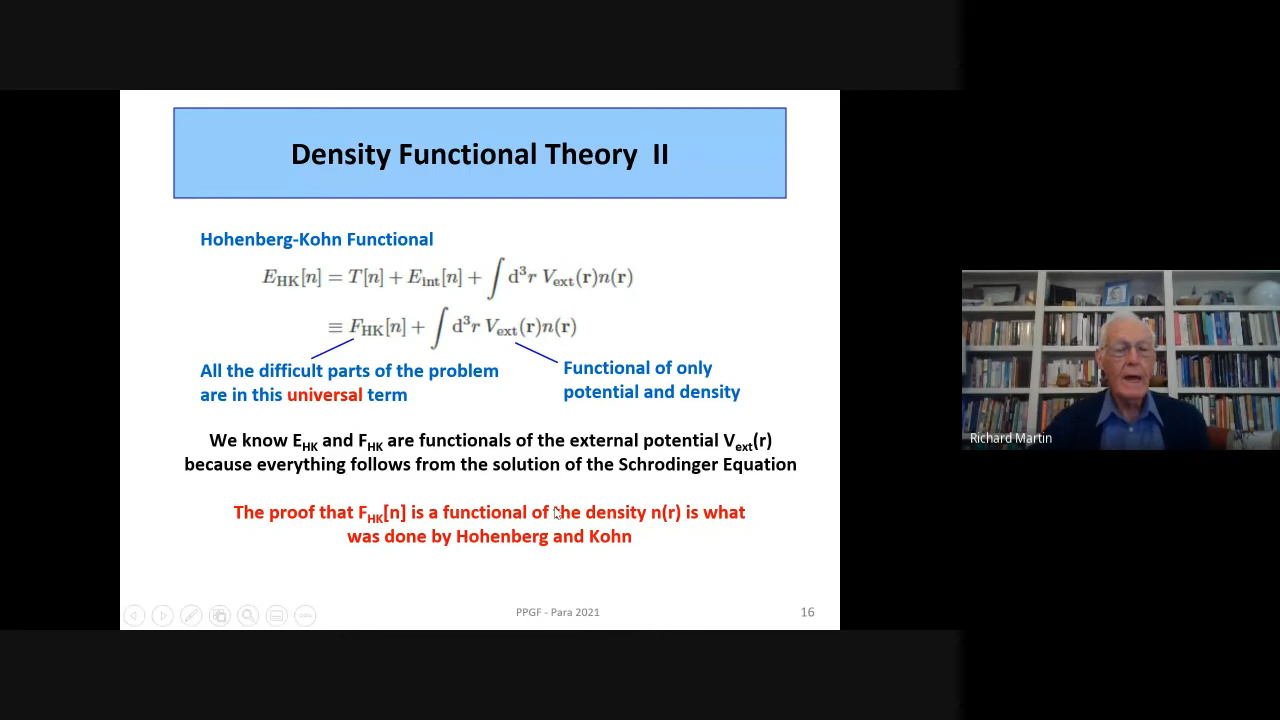 Density Functional Theory II
Hohenberg-Kohn Functional
E_HK[n] = T[n] + E_int[n] + ∫ d³r V_ext(r)n(r)
≡ F_HK[n] + ∫ d³r V_ext(r)n(r)
All the difficult parts of the problem
are in this universal term
Functional of only
potential and density
We know E_HK and F_HK are functionals of the external potential V_ext(r)
because everything follows from the solution of the Schrodinger Equation
The proof that F_HK[n] is a functional of the density n(r) is what
was done by Hohenberg and Kohn
PPGF - Para 2021
16
Richard Martin